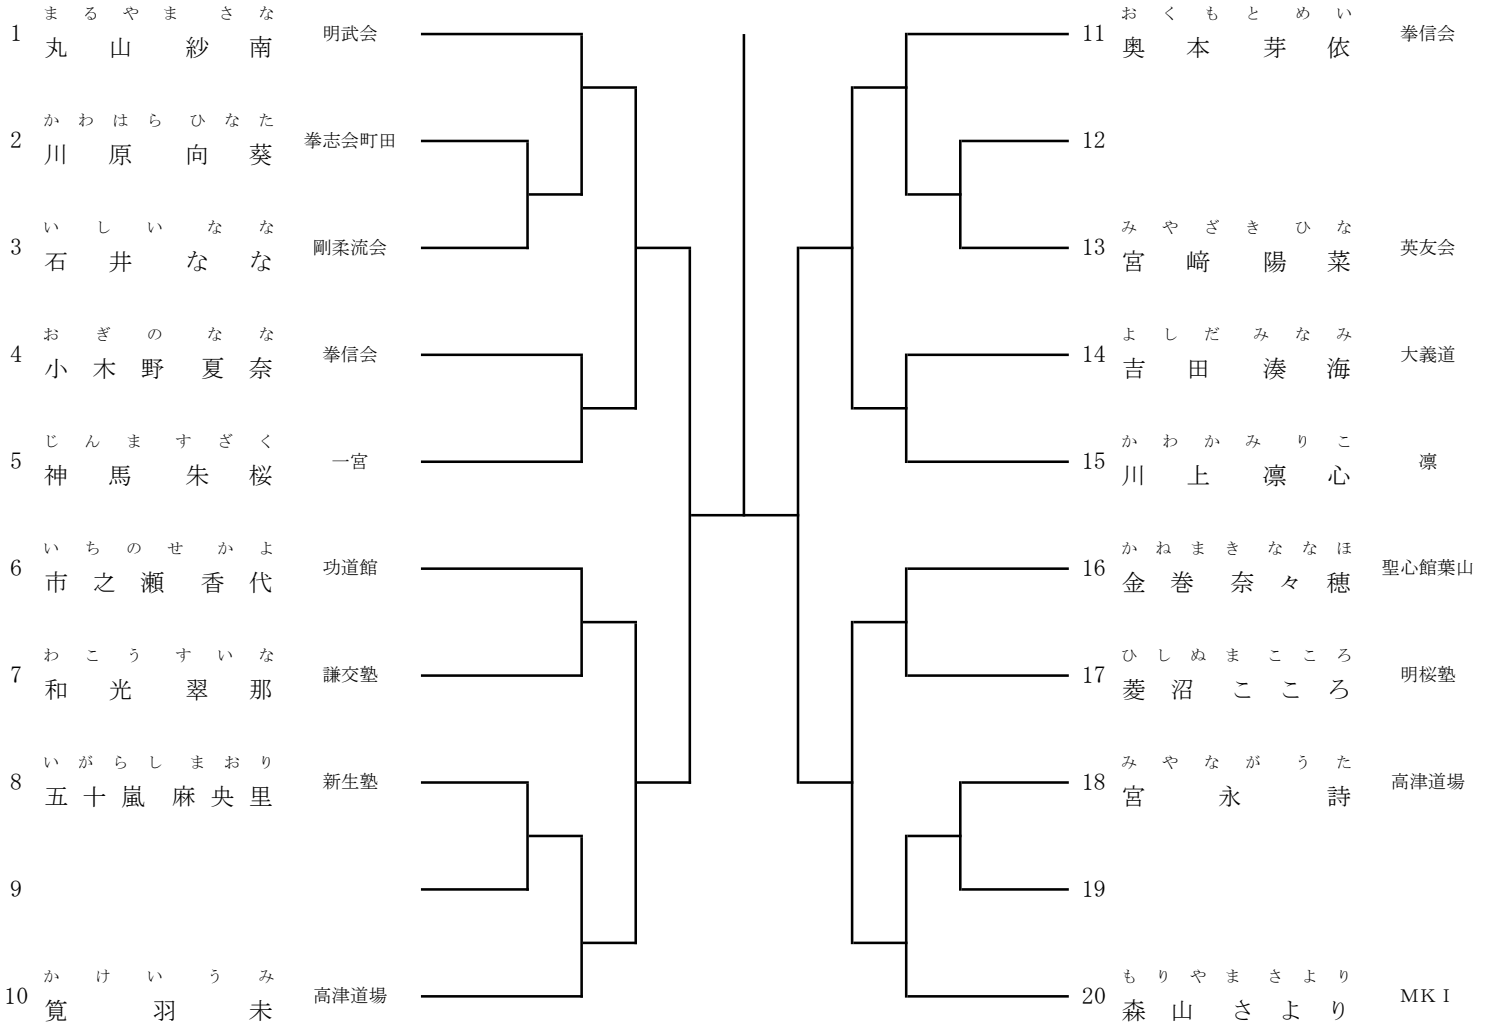 まるやま さな
1 丸山 紗南 明武会
かわはら ひなた
2 川原 向葵 拳志会町田
いしい なな
3 石井 なな 剛柔流会
おぎの なな
4 小木野 夏奈 拳信会
じんま すざく
5 神馬 朱桜 一宮
いちのせ かよ
6 市之瀬 香代 功道館
わこう すいな
7 和光 翠那 謙交塾
いがらし まおり
8 五十嵐 麻央里 新生塾
9
かけい うみ
10 筧 羽未 高津道場
おくもと めい
11 奥本 芽依 拳信会
12
みやざき ひな
13 宮﨑 陽菜 英友会
よしだ みなみ
14 吉田 湊海 大義道
かわかみ りこ
15 川上 凛心 凛
かねまき ななほ
16 金巻 奈々穂 聖心館葉山
ひしぬま こころ
17 菱沼 こころ 明桜塾
みやなが うた
18 宮永 詩 高津道場
19
もりやま さより
20 森山 さより MKI